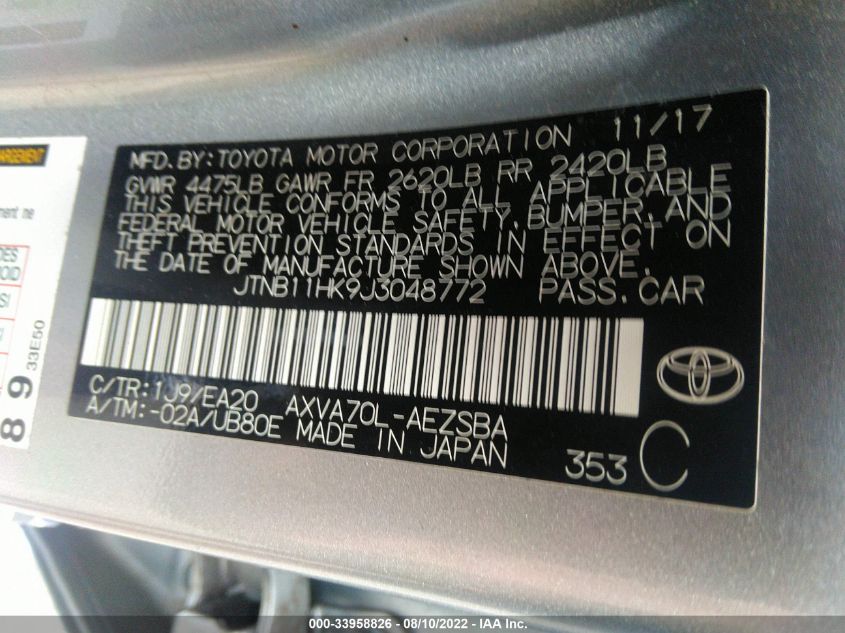 MFD.BY:TOYOTA MOTOR CORPORATION 11/17
GVWR 4475LB GAWR FR 2620LB RR 2420LB
THIS VEHICLE CONFORMS TO ALL APPLICABLE
FEDERAL MOTOR VEHICLE SAFETY,BUMPER,AND
THEFT PREVENTION STANDARDS IN EFFECT ON
THE DATE OF MANUFACTURE SHOWN ABOVE.
JTNB11HK9J3048772 PASS.CAR
C/TR:1J9/EA20 AXVA70L-AEZSBA
A/TM:-02A/UB80E MADE IN JAPAN
353 C
89
33E50
000-33958826 - 08/10/2022 - IAA Inc.